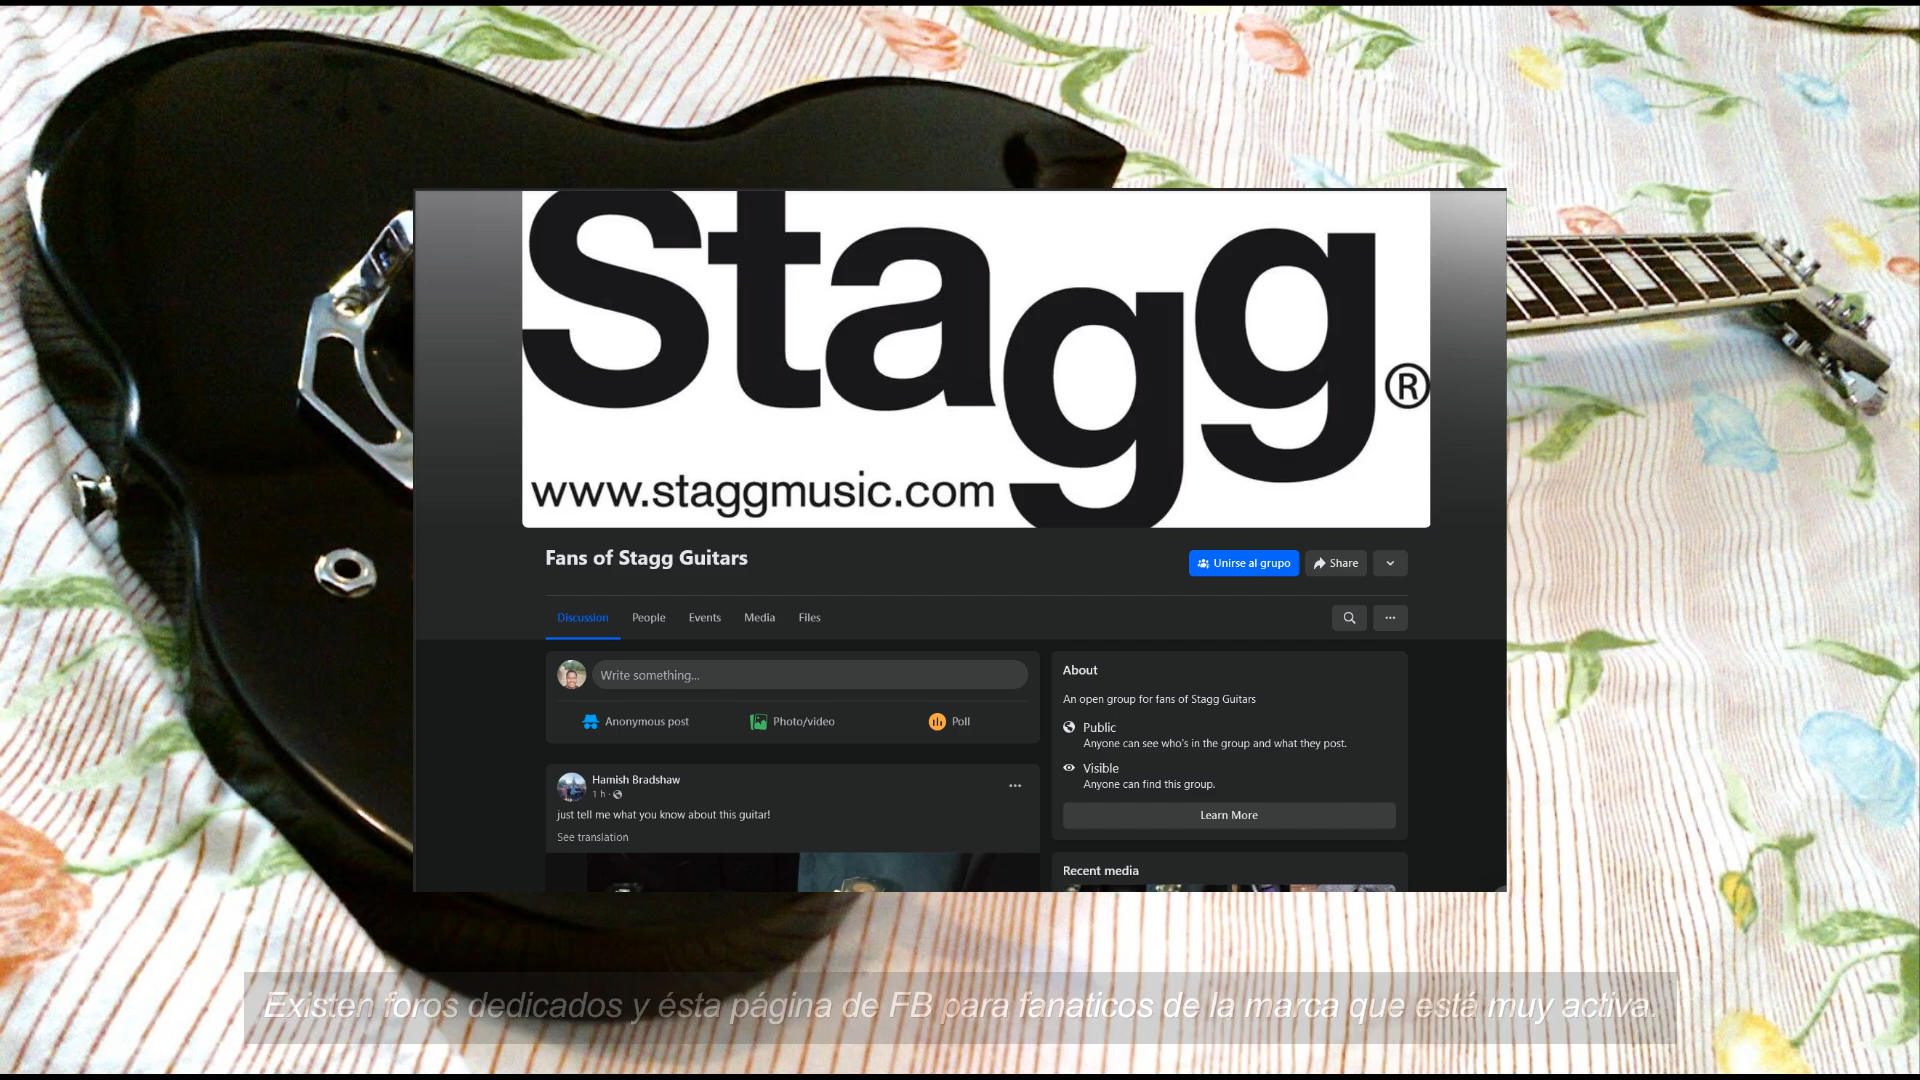 Stagg®
www.staggmusic.com
Fans of Stagg Guitars
Unirse al grupo
Share
Discussion People Events Media Files
Write something...
Anonymous post Photo/video Poll
Hamish Bradshaw
1 h ·
just tell me what you know about this guitar!
See translation
About
An open group for fans of Stagg Guitars
Public
Anyone can see who's in the group and what they post.
Visible
Anyone can find this group.
Learn More
Recent media
Existen foros dedicados y ésta página de FB para fanaticos de la marca que está muy activa.